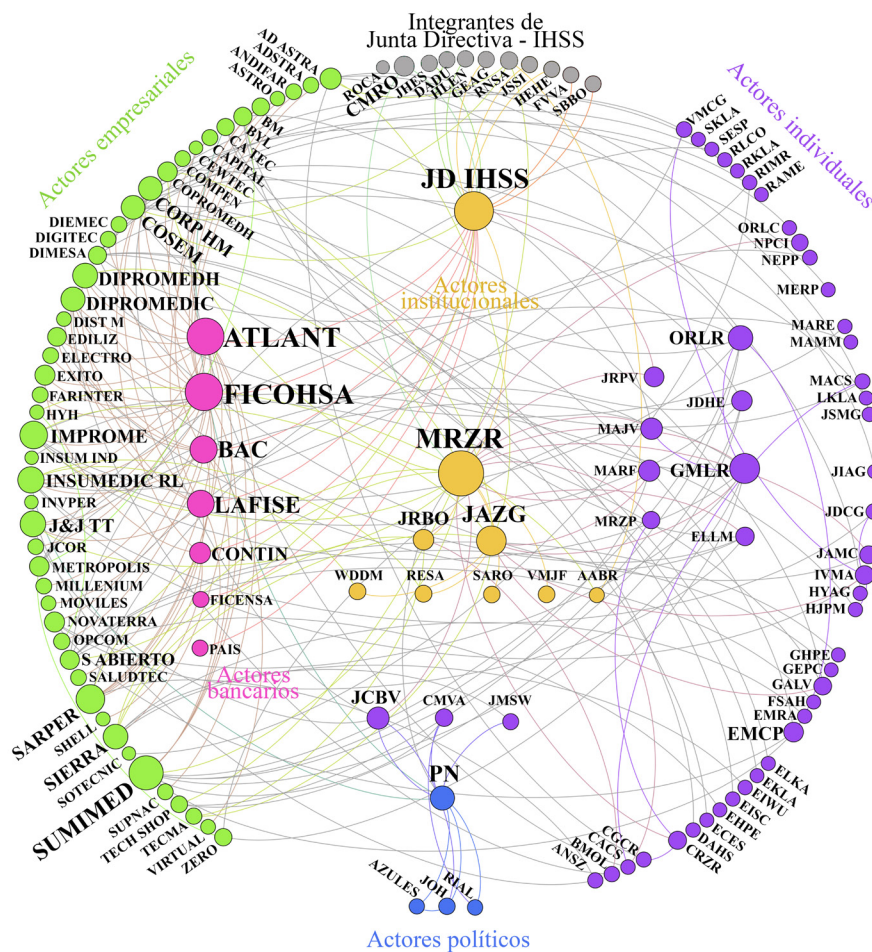 Integrantes de
Junta Directiva - IHSS
Actores empresariales
Actores individuales
AD ASTRA
ADSTRA
ANDIFAR
ASTRO
BM
BYL
CATEC
CAPITAL
CEWTEC
COMPEN
COPROMEDH
CORP HM
COSEM
DIEMEC
DIGITEC
DIMESA
DIPROMEDH
DIPROMEDIC
DIST M
EDILIZ
ELECTRO
EXITO
FARINTER
HYH
IMPROME
INSUM IND
INSUMEDIC RL
INVPER
J&J TT
JCOR
METROPOLIS
MILLENIUM
MOVILES
NOVATERRA
OPCOM
S ABIERTO
SALUDTEC
SARPER
SHELL
SIERRA
SOTECNIC
SUMIMED
SUPNAC
TECH SHOP
TECMA
VIRTUAL
ZERO
ROCA
CMRO
JHES
DADU
HLEN
GEAG
RNSA
ISSI
HEHE
FVVA
SBBO
JD IHSS
Actores
institucionales
ATLANT
FICOHSA
BAC
LAFISE
CONTIN
FICENSA
PAIS
Actores
bancarios
MRZR
JRBO
JAZG
WDDM
RESA
SARO
VMJF
AABR
JCBV
CMVA
JMSW
PN
AZULES
JOH
RIAL
Actores políticos
ORLR
JRPV
JDHE
MAJV
MARF
GMLR
MRZP
ELLM
VMCG
SKLA
SESP
RLCO
RKLA
RIMR
RAME
ORLC
NPCI
NEPP
MERP
MARE
MAMM
MACS
LKLA
JSMG
JIAG
JDCG
JAMC
IVMA
HYAG
HJPM
GHPE
GEPC
GALV
FSAH
EMRA
EMCP
ELKA
EKLA
EIWU
EISC
EHPE
ECES
DAHS
CRZR
CGCR
CACS
BMOL
ANSZ